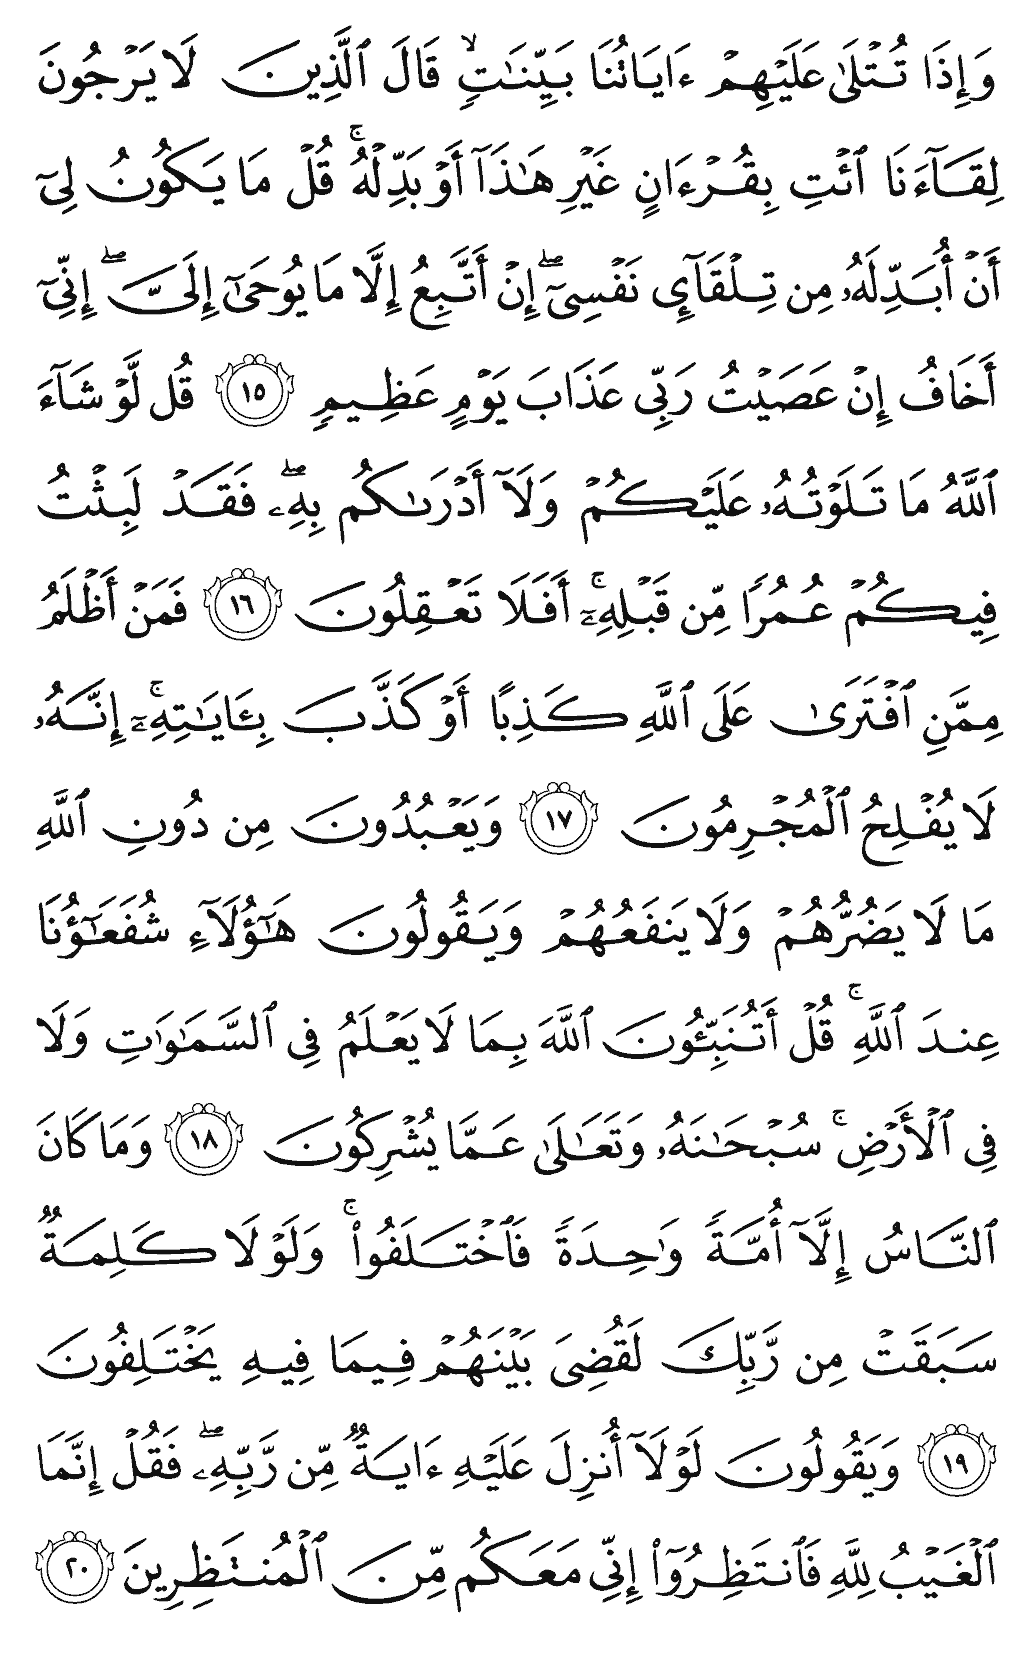 وَإِذَا تُتۡلَىٰ عَلَيۡهِمۡ ءَايَاتُنَا بَيِّنَٰتٖ ۙ قَالَ ٱلَّذِينَ لَا يَرۡجُونَ
لِقَآءَنَا ٱئۡتِ بِقُرۡءَانٍ غَيۡرِ هَٰذَآ أَوۡ بَدِّلۡهُۚ قُلۡ مَا يَكُونُ لِيٓ
أَنۡ أُبَدِّلَهُۥ مِن تِلۡقَآيِٕ نَفۡسِيٓۖ إِنۡ أَتَّبِعُ إِلَّا مَا يُوحَىٰٓ إِلَيَّۖ إِنِّيٓ
أَخَافُ إِنۡ عَصَيۡتُ رَبِّي عَذَابَ يَوۡمٍ عَظِيمٖ ١٥ قُل لَّوۡ شَآءَ
ٱللَّهُ مَا تَلَوۡتُهُۥ عَلَيۡكُمۡ وَلَآ أَدۡرَىٰكُم بِهِۦۖ فَقَدۡ لَبِثۡتُ
فِيكُمۡ عُمُرٗا مِّن قَبۡلِهِۦٓۚ أَفَلَا تَعۡقِلُونَ ١٦ فَمَنۡ أَظۡلَمُ
مِمَّنِ ٱفۡتَرَىٰ عَلَى ٱللَّهِ كَذِبًا أَوۡ كَذَّبَ بِـَٔايَٰتِهِۦٓۚ إِنَّهُۥ
لَا يُفۡلِحُ ٱلۡمُجۡرِمُونَ ١٧ وَيَعۡبُدُونَ مِن دُونِ ٱللَّهِ
مَا لَا يَضُرُّهُمۡ وَلَا يَنفَعُهُمۡ وَيَقُولُونَ هَٰٓؤُلَآءِ شُفَعَٰٓؤُنَا
عِندَ ٱللَّهِۚ قُلۡ أَتُنَبِّـُٔونَ ٱللَّهَ بِمَا لَا يَعۡلَمُ فِي ٱلسَّمَٰوَٰتِ وَلَا
فِي ٱلۡأَرۡضِۚ سُبۡحَٰنَهُۥ وَتَعَٰلَىٰ عَمَّا يُشۡرِكُونَ ١٨ وَمَا كَانَ
ٱلنَّاسُ إِلَّآ أُمَّةٗ وَٰحِدَةٗ فَٱخۡتَلَفُواْۚ وَلَوۡلَا كَلِمَةٞ
سَبَقَتۡ مِن رَّبِّكَ لَقُضِيَ بَيۡنَهُمۡ فِيمَا فِيهِ يَخۡتَلِفُونَ
١٩ وَيَقُولُونَ لَوۡلَآ أُنزِلَ عَلَيۡهِ ءَايَةٞ مِّن رَّبِّهِۦۖ فَقُلۡ إِنَّمَا
ٱلۡغَيۡبُ لِلَّهِ فَٱنتَظِرُوٓاْ إِنِّي مَعَكُم مِّنَ ٱلۡمُنتَظِرِينَ ٢٠